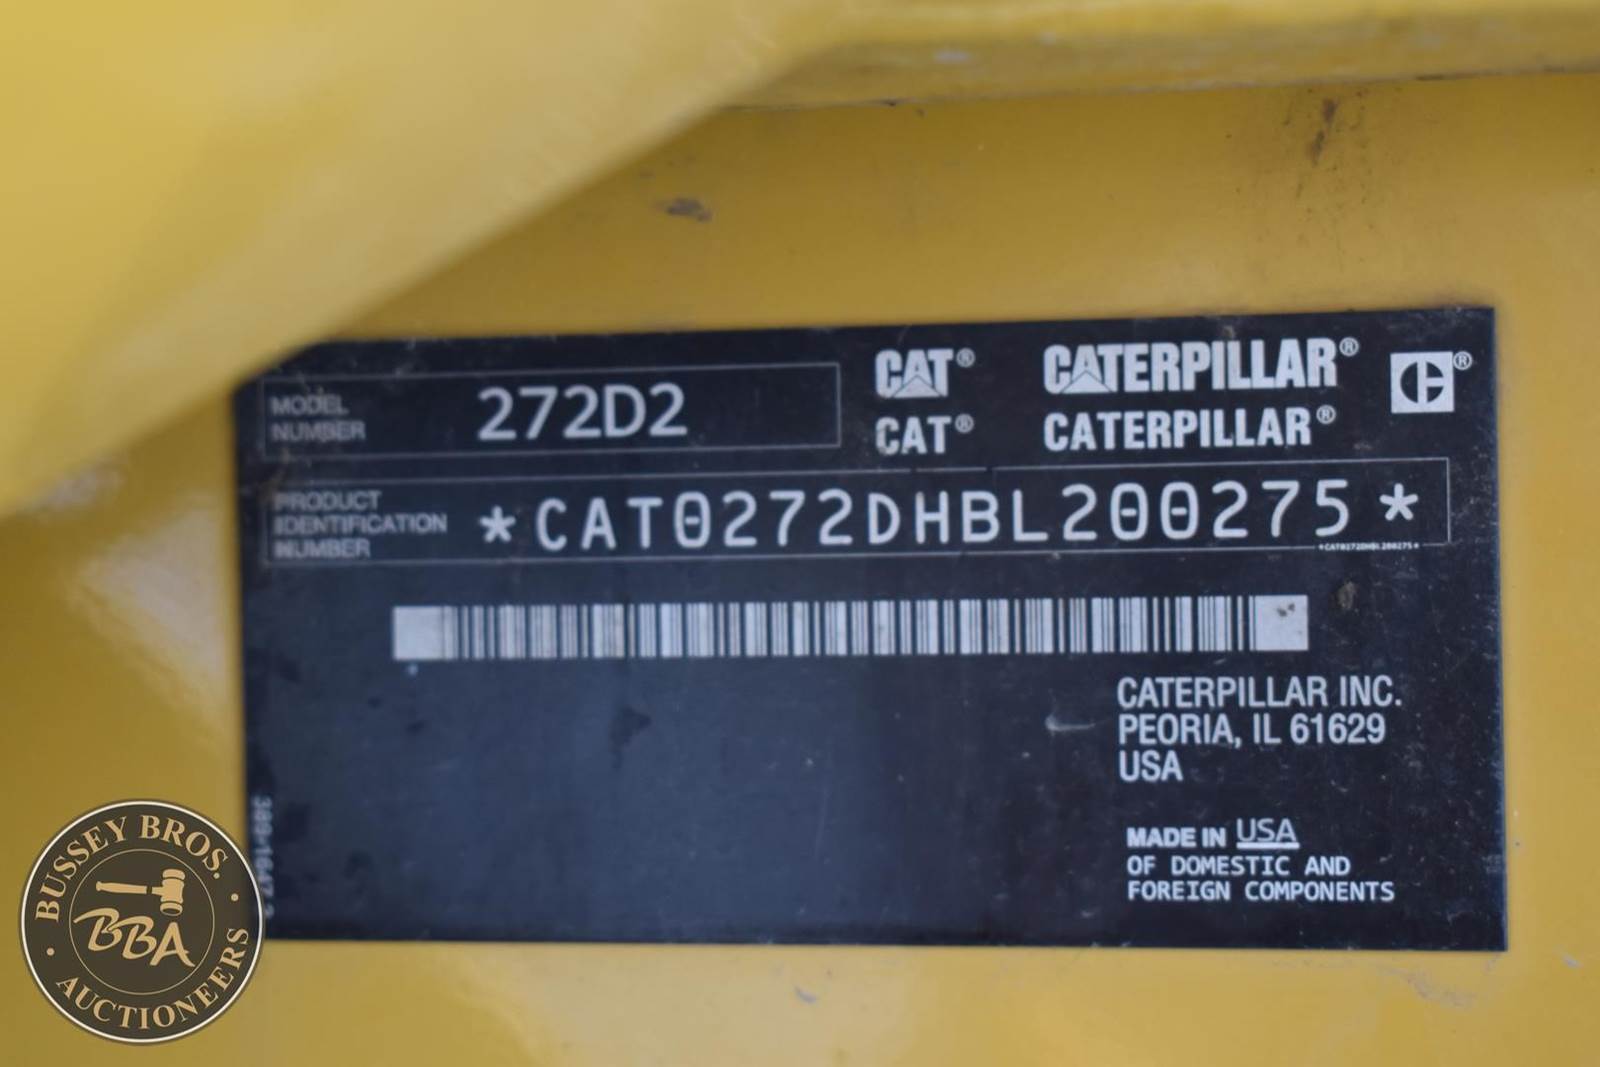 MODEL
NUMBER
272D2
CAT® CATERPILLAR® ®
CAT® CATERPILLAR®
PRODUCT
IDENTIFICATION
NUMBER
*CAT0272DHBL200275*
*CAT0272DHBL200275*
CATERPILLAR INC.
PEORIA, IL 61629
USA
MADE IN USA
OF DOMESTIC AND
FOREIGN COMPONENTS
BUSSEY BROS.
BBA
AUCTIONEERS